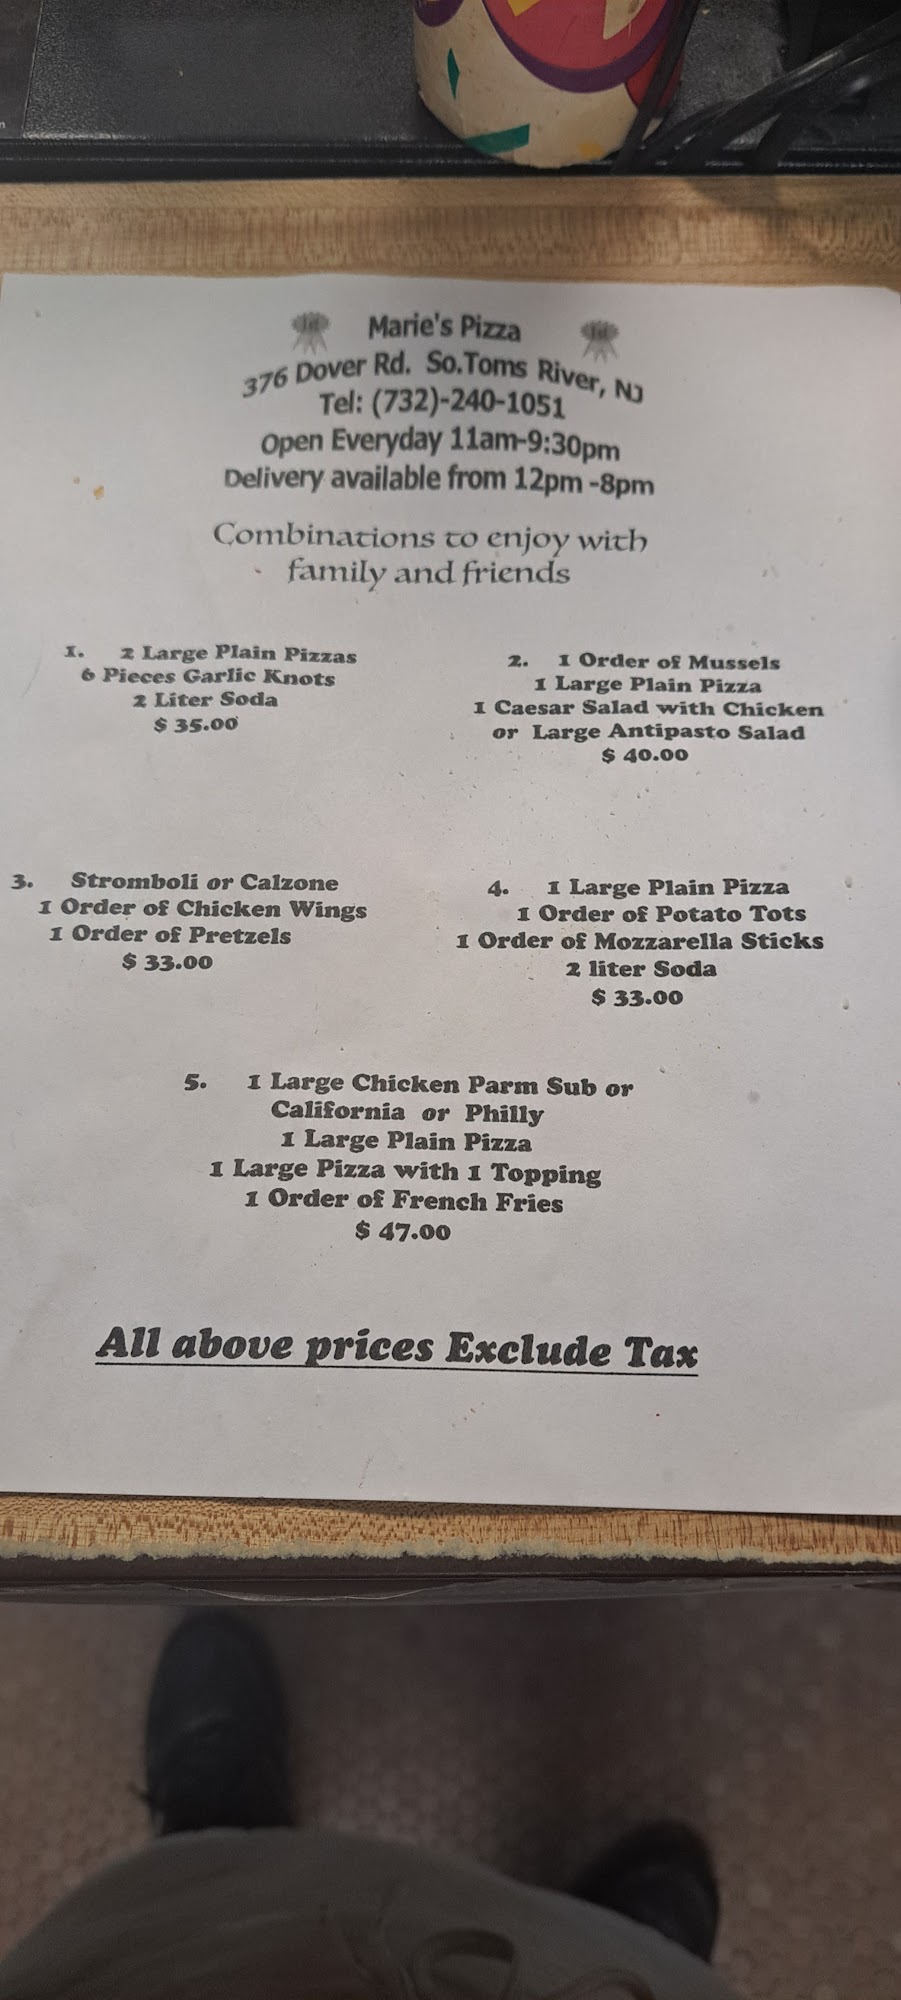 Marie's Pizza
376 Dover Rd. So.Toms River, NJ
Tel: (732)-240-1051
Open Everyday 11am-9:30pm
Delivery available from 12pm -8pm
Combinations to enjoy with
family and friends
1. 2 Large Plain Pizzas
6 Pieces Garlic Knots
2 Liter Soda
$ 35.00
2. 1 Order of Mussels
1 Large Plain Pizza
1 Caesar Salad with Chicken
or Large Antipasto Salad
$ 40.00
3. Stromboli or Calzone
1 Order of Chicken Wings
1 Order of Pretzels
$ 33.00
4. 1 Large Plain Pizza
1 Order of Potato Tots
1 Order of Mozzarella Sticks
2 liter Soda
$ 33.00
5. 1 Large Chicken Parm Sub or
California or Philly
1 Large Plain Pizza
1 Large Pizza with 1 Topping
1 Order of French Fries
$ 47.00
All above prices Exclude Tax